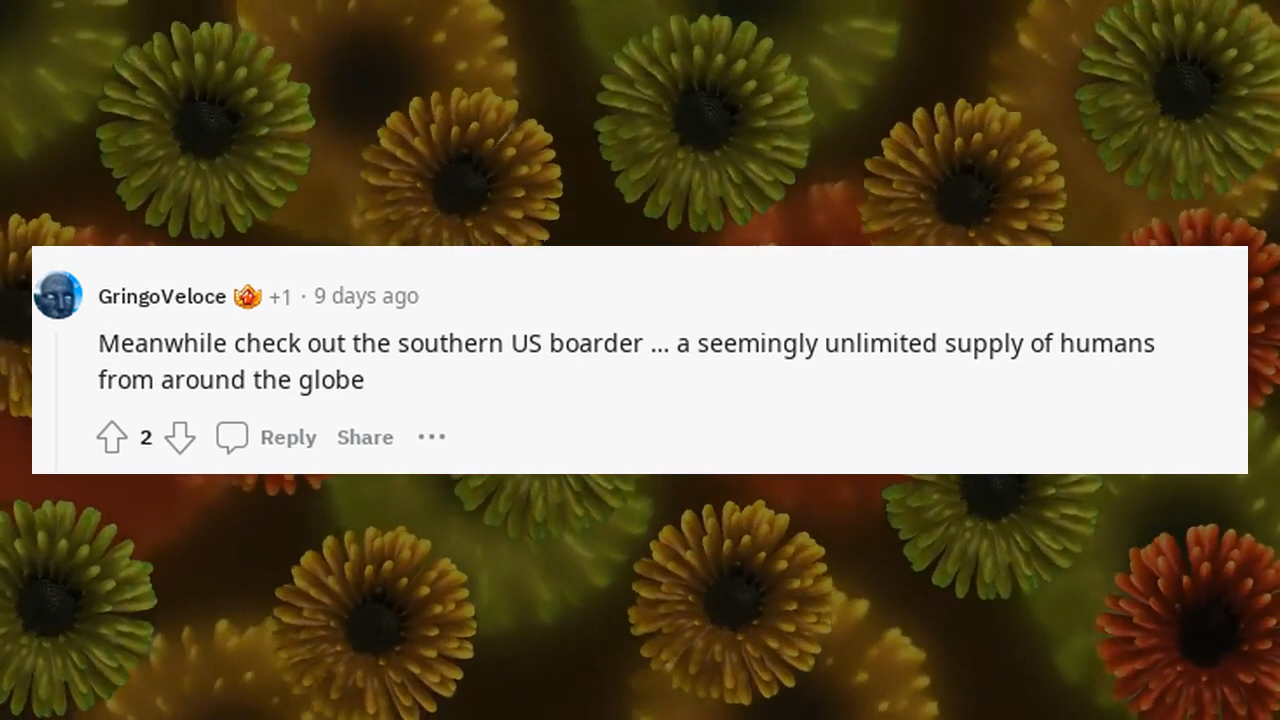 GringoVeloce +1 · 9 days ago
Meanwhile check out the southern US boarder ... a seemingly unlimited supply of humans
from around the globe
2 Reply Share ···